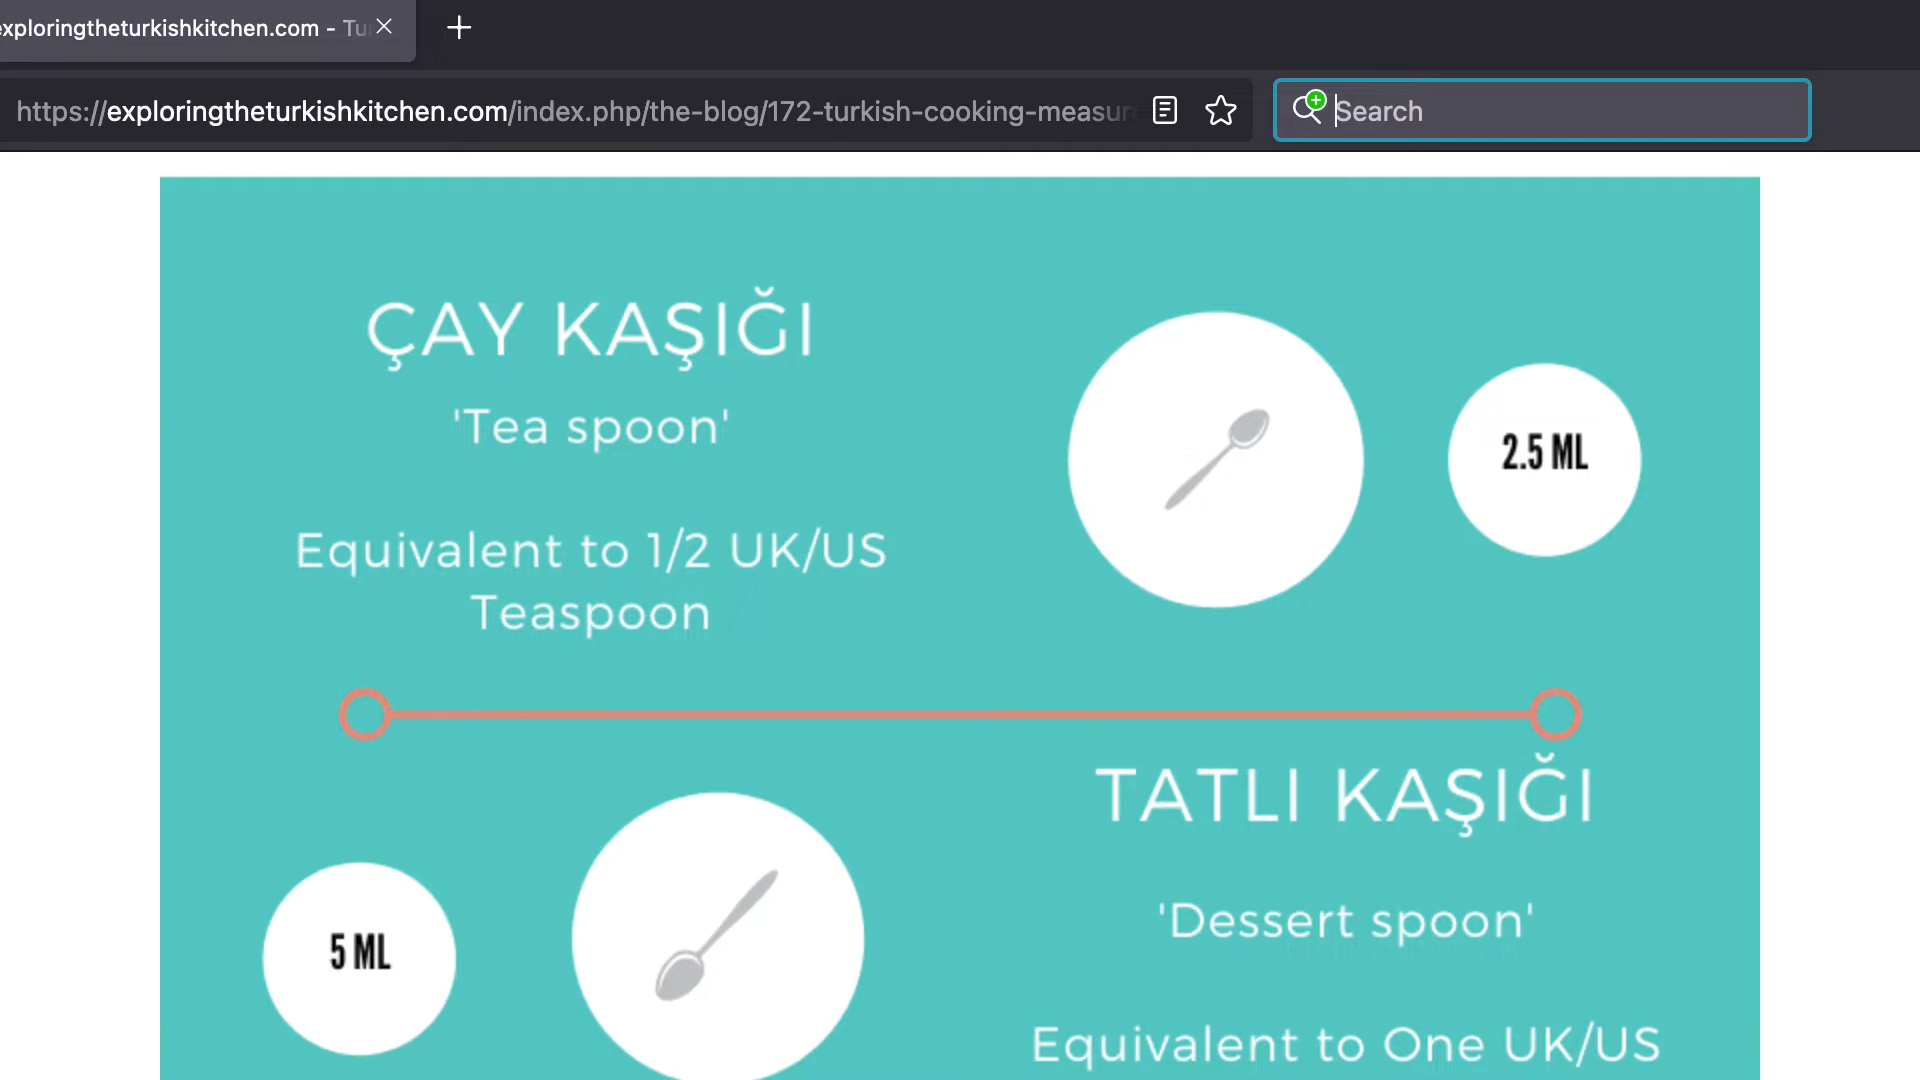 exploringtheturkishkitchen.com - Tu
https://exploringtheturkishkitchen.com/index.php/the-blog/172-turkish-cooking-measur
Search
ÇAY KAŞIĞI
'Tea spoon'
Equivalent to 1/2 UK/US
Teaspoon
2.5 ML
TATLI KAŞIĞI
'Dessert spoon'
5 ML
Equivalent to One UK/US